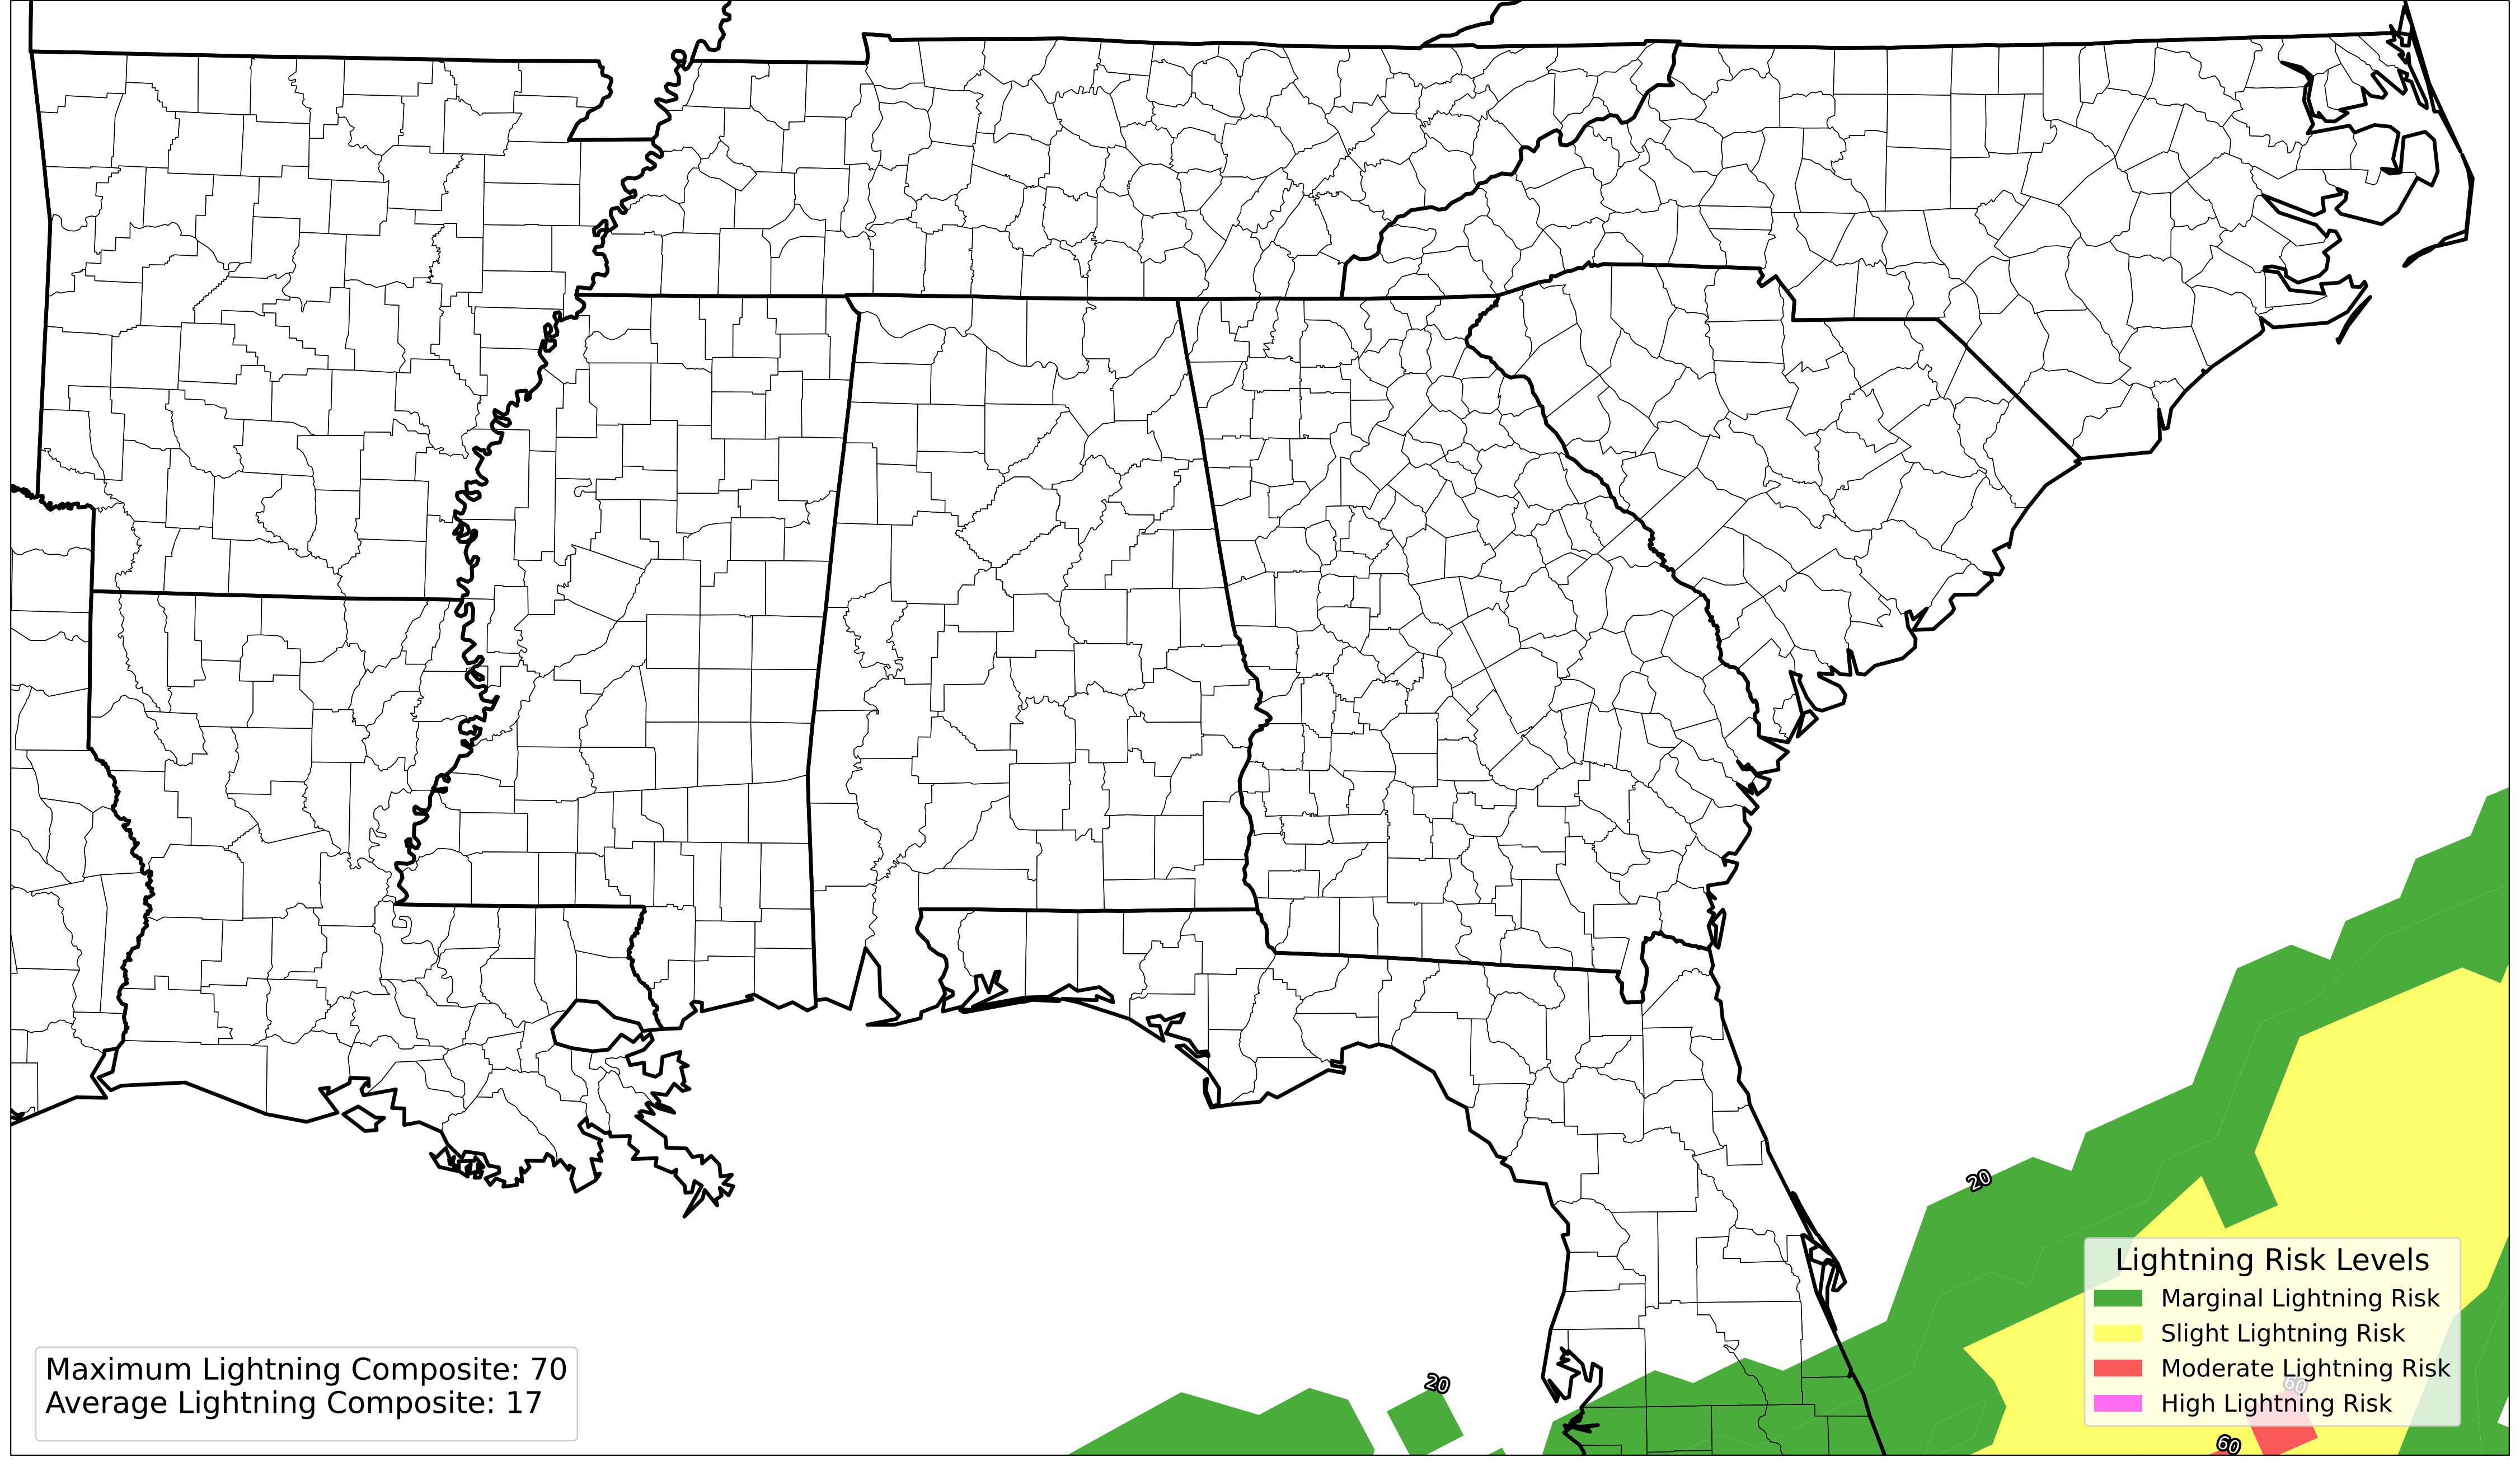 20
Lightning Risk Levels
Marginal Lightning Risk
Slight Lightning Risk
Moderate Lightning Risk
High Lightning Risk
Maximum Lightning Composite: 70
Average Lightning Composite: 17
20
60
60